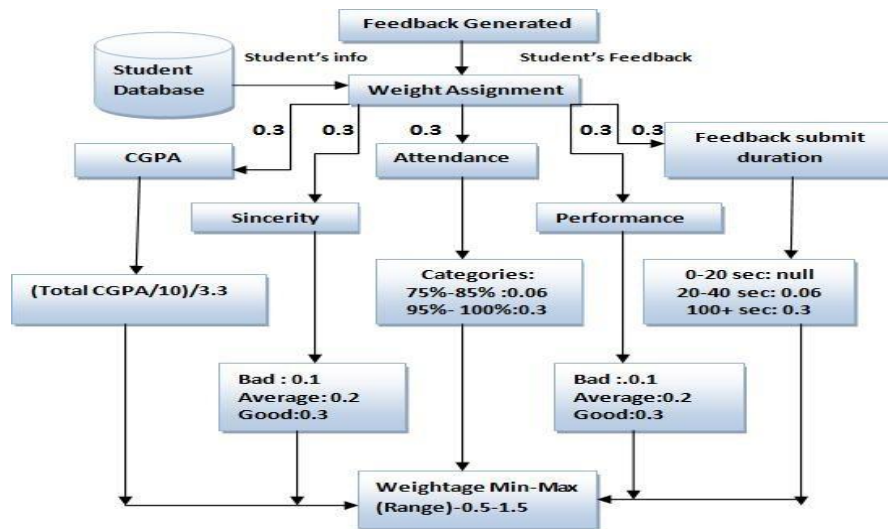 Feedback Generated
Student's info
Student's Feedback
Student
Database
Weight Assignment
0.3
0.3
0.3
0.3
0.3
CGPA
Attendance
Feedback submit
duration
Sincerity
Performance
(Total CGPA/10)/3.3
Categories:
75%-85% :0.06
95%- 100%:0.3
0-20 sec: null
20-40 sec: 0.06
100+ sec: 0.3
Bad : 0.1
Average: 0.2
Good:0.3
Bad :.0.1
Average:0.2
Good:0.3
Weightage Min-Max
(Range)-0.5-1.5